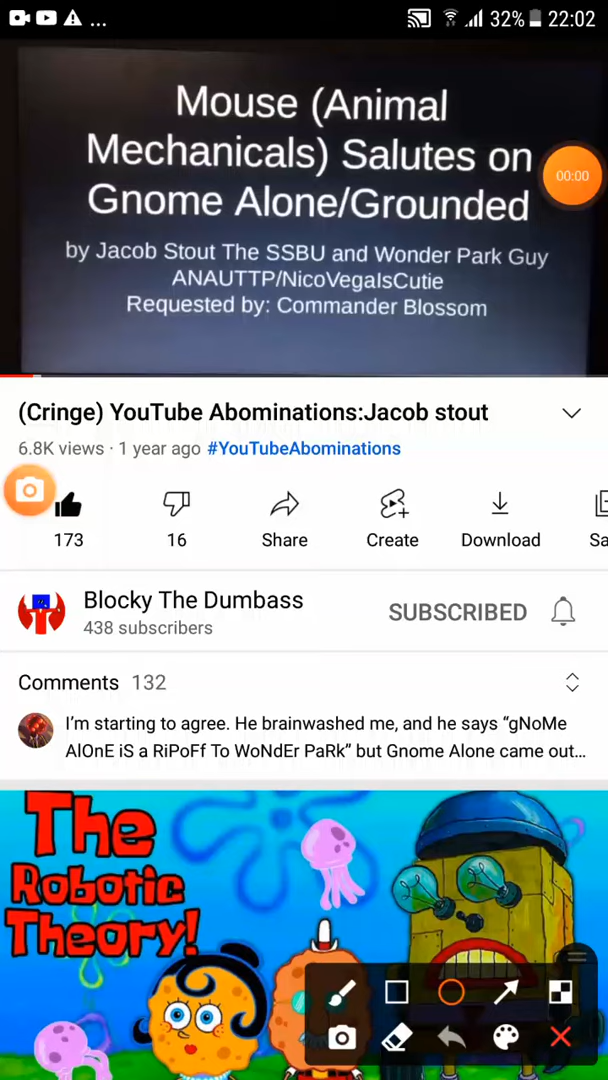 ... 32% 22:02
Mouse (Animal
Mechanicals) Salutes on
Gnome Alone/Grounded
00:00
by Jacob Stout The SSBU and Wonder Park Guy
ANAUTTP/NicoVegaIsCutie
Requested by: Commander Blossom
(Cringe) YouTube Abominations:Jacob stout
6.8K views · 1 year ago #YouTubeAbominations
173 16 Share Create Download Sa
Blocky The Dumbass SUBSCRIBED
438 subscribers
Comments 132
I’m starting to agree. He brainwashed me, and he says “gNoMe
AlOnE iS a RiPoFf To WoNdEr PaRk” but Gnome Alone came out...
The
Robotic
Theory!